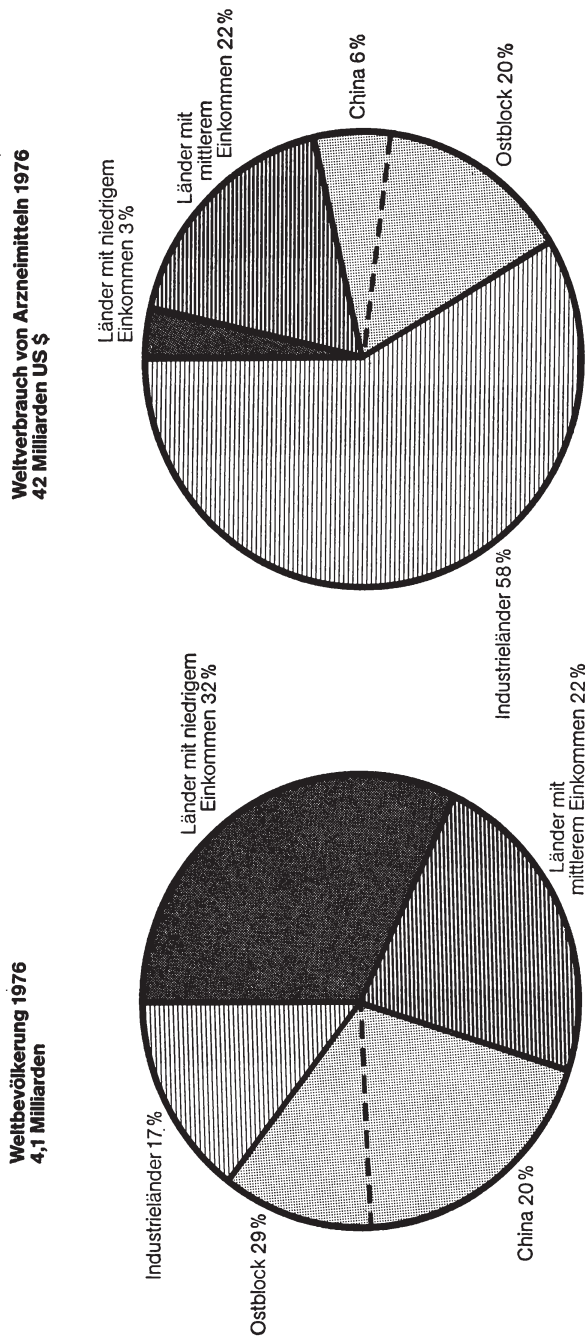 Weltbevölkerung 1976
4,1 Milliarden
Industrieländer 17%
Ostblock 29%
China 20%
Länder mit niedrigem
Einkommen 32%
Länder mit
mittlerem Einkommen 22%
Weltverbrauch von Arzneimitteln 1976
42 Milliarden US $
Länder mit niedrigem
Einkommen 3%
Länder mit
mittlerem
Einkommen 22%
China 6%
Ostblock 20%
Industrieländer 58%